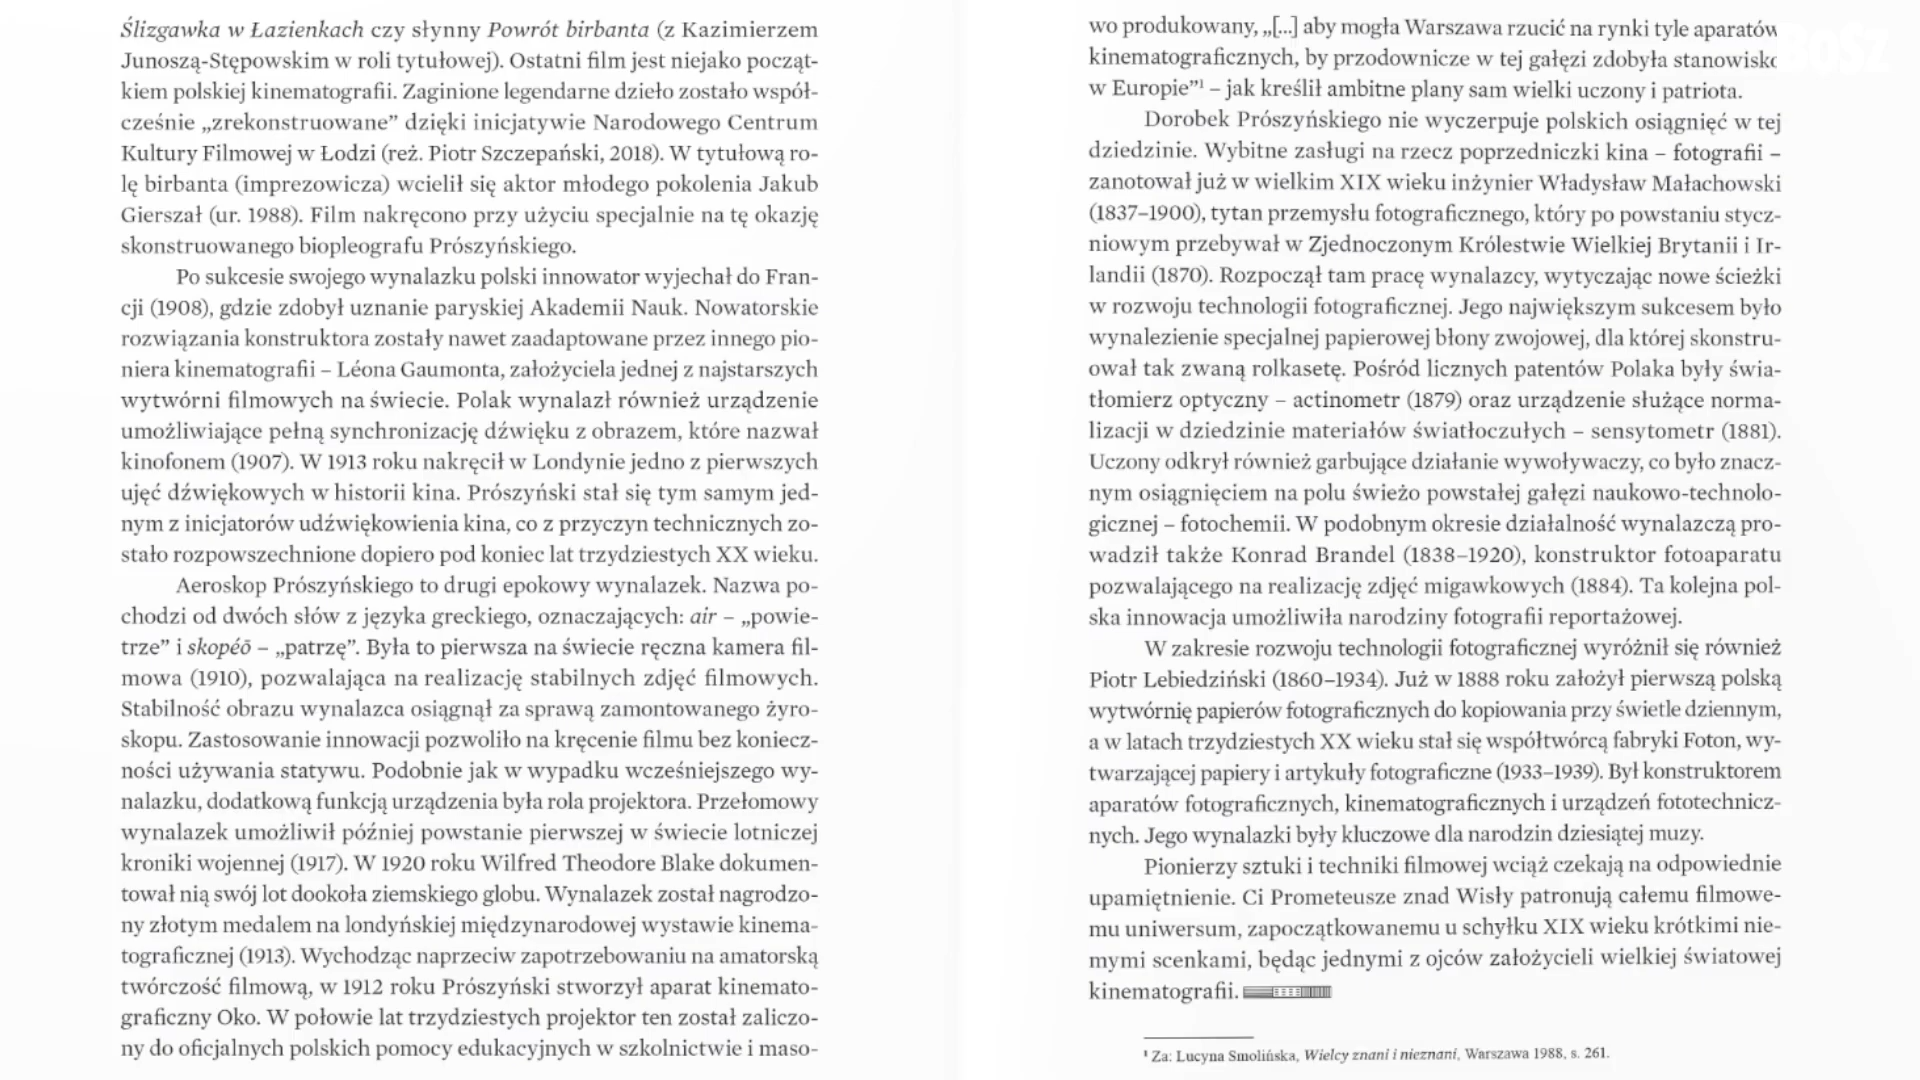 Ślizgawka w Łazienkach czy słynny Powrót birbanta (z Kazimierzem
Junoszą-Stępowskim w roli tytułowej). Ostatni film jest niejako począt-
kiem polskiej kinematografii. Zaginione legendarne dzieło zostało współ-
cześnie „zrekonstruowane” dzięki inicjatywie Narodowego Centrum
Kultury Filmowej w Łodzi (reż. Piotr Szczepański, 2018). W tytułową ro-
lę birbanta (imprezowicza) wcielił się aktor młodego pokolenia Jakub
Gierszał (ur. 1988). Film nakręcono przy użyciu specjalnie na tę okazję
skonstruowanego biopleografu Prószyńskiego.
Po sukcesie swojego wynalazku polski innowator wyjechał do Fran-
cji (1908), gdzie zdobył uznanie paryskiej Akademii Nauk. Nowatorskie
rozwiązania konstruktora zostały nawet zaadaptowane przez innego pio-
niera kinematografii – Léona Gaumonta, założyciela jednej z najstarszych
wytwórni filmowych na świecie. Polak wynalazł również urządzenie
umożliwiające pełną synchronizację dźwięku z obrazem, które nazwał
kinofonem (1907). W 1913 roku nakręcił w Londynie jedno z pierwszych
ujęć dźwiękowych w historii kina. Prószyński stał się tym samym jed-
nym z inicjatorów udźwiękowienia kina, co z przyczyn technicznych zo-
stało rozpowszechnione dopiero pod koniec lat trzydziestych XX wieku.
Aeroskop Prószyńskiego to drugi epokowy wynalazek. Nazwa po-
chodzi od dwóch słów z języka greckiego, oznaczających: air – „powie-
trze” i skopéō – „patrzę”. Była to pierwsza na świecie ręczna kamera fil-
mowa (1910), pozwalająca na realizację stabilnych zdjęć filmowych.
Stabilność obrazu wynalazca osiągnął za sprawą zamontowanego żyro-
skopu. Zastosowanie innowacji pozwoliło na kręcenie filmu bez koniecz-
ności używania statywu. Podobnie jak w wypadku wcześniejszego wy-
nalazku, dodatkową funkcją urządzenia była rola projektora. Przełomowy
wynalazek umożliwił później powstanie pierwszej w świecie lotniczej
kroniki wojennej (1917). W 1920 roku Wilfred Theodore Blake dokumen-
tował nią swój lot dookoła ziemskiego globu. Wynalazek został nagrodzo-
ny złotym medalem na londyńskiej międzynarodowej wystawie kinema-
tograficznej (1913). Wychodząc naprzeciw zapotrzebowaniu na amatorską
twórczość filmową, w 1912 roku Prószyński stworzył aparat kinemato-
graficzny Oko. W połowie lat trzydziestych projektor ten został zaliczo-
ny do oficjalnych polskich pomocy edukacyjnych w szkolnictwie i maso-
wo produkowany, „[...] aby mogła Warszawa rzucić na rynki tyle aparatów
kinematograficznych, by przodownicze w tej gałęzi zdobyła stanowisko
w Europie”¹ – jak kreślił ambitne plany sam wielki uczony i patriota.
Dorobek Prószyńskiego nie wyczerpuje polskich osiągnięć w tej
dziedzinie. Wybitne zasługi na rzecz poprzedniczki kina – fotografii –
zanotował już w wielkim XIX wieku inżynier Władysław Małachowski
(1837–1900), tytan przemysłu fotograficznego, który po powstaniu stycz-
niowym przebywał w Zjednoczonym Królestwie Wielkiej Brytanii i Ir-
landii (1870). Rozpoczął tam pracę wynalazcy, wytyczając nowe ścieżki
w rozwoju technologii fotograficznej. Jego największym sukcesem było
wynalezienie specjalnej papierowej błony zwojowej, dla której skonstru-
ował tak zwaną rolkasetę. Pośród licznych patentów Polaka były świa-
tłomierz optyczny – actinometr (1879) oraz urządzenie służące norma-
lizacji w dziedzinie materiałów światłoczułych – sensytometr (1881).
Uczony odkrył również garbujące działanie wywoływaczy, co było znacz-
nym osiągnięciem na polu świeżo powstałej gałęzi naukowo-technolo-
gicznej – fotochemii. W podobnym okresie działalność wynalazczą pro-
wadził także Konrad Brandel (1838–1920), konstruktor fotoaparatu
pozwalającego na realizację zdjęć migawkowych (1884). Ta kolejna pol-
ska innowacja umożliwiła narodziny fotografii reportażowej.
W zakresie rozwoju technologii fotograficznej wyróżnił się również
Piotr Lebiedziński (1860–1934). Już w 1888 roku założył pierwszą polską
wytwórnię papierów fotograficznych do kopiowania przy świetle dziennym,
a w latach trzydziestych XX wieku stał się współtwórcą fabryki Foton, wy-
twarzającej papiery i artykuły fotograficzne (1933–1939). Był konstruktorem
aparatów fotograficznych, kinematograficznych i urządzeń fototechnicz-
nych. Jego wynalazki były kluczowe dla narodzin dziesiątej muzy.
Pionierzy sztuki i techniki filmowej wciąż czekają na odpowiednie
upamiętnienie. Ci Prometeusze znad Wisły patronują całemu filmowe-
mu uniwersum, zapoczątkowanemu u schyłku XIX wieku krótkimi nie-
mymi scenkami, będąc jednymi z ojców założycieli wielkiej światowej
kinematografii.
¹ Za: Lucyna Smolińska, Wielcy znani i nieznani, Warszawa 1988, s. 261.
BOSZ